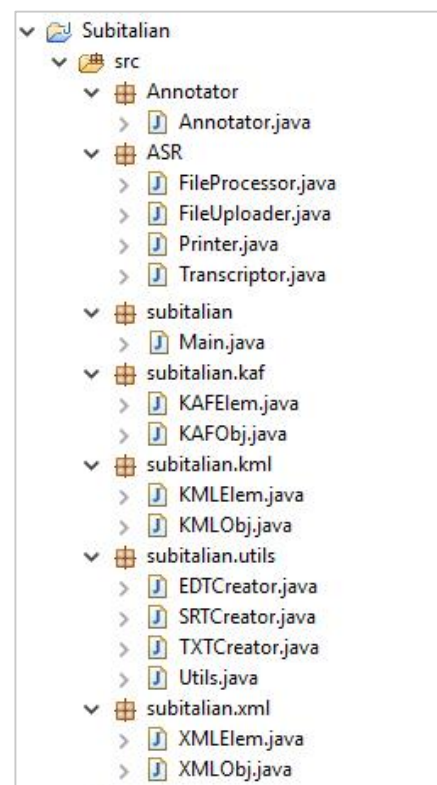 Subitalian
src
Annotator
Annotator.java
ASR
FileProcessor.java
FileUploader.java
Printer.java
Transcriptor.java
subitalian
Main.java
subitalian.kaf
KAFElem.java
KAFObj.java
subitalian.kml
KMLElem.java
KMLObj.java
subitalian.utils
EDTCreator.java
SRTCreator.java
TXTCreator.java
Utils.java
subitalian.xml
XMLElem.java
XMLObj.java